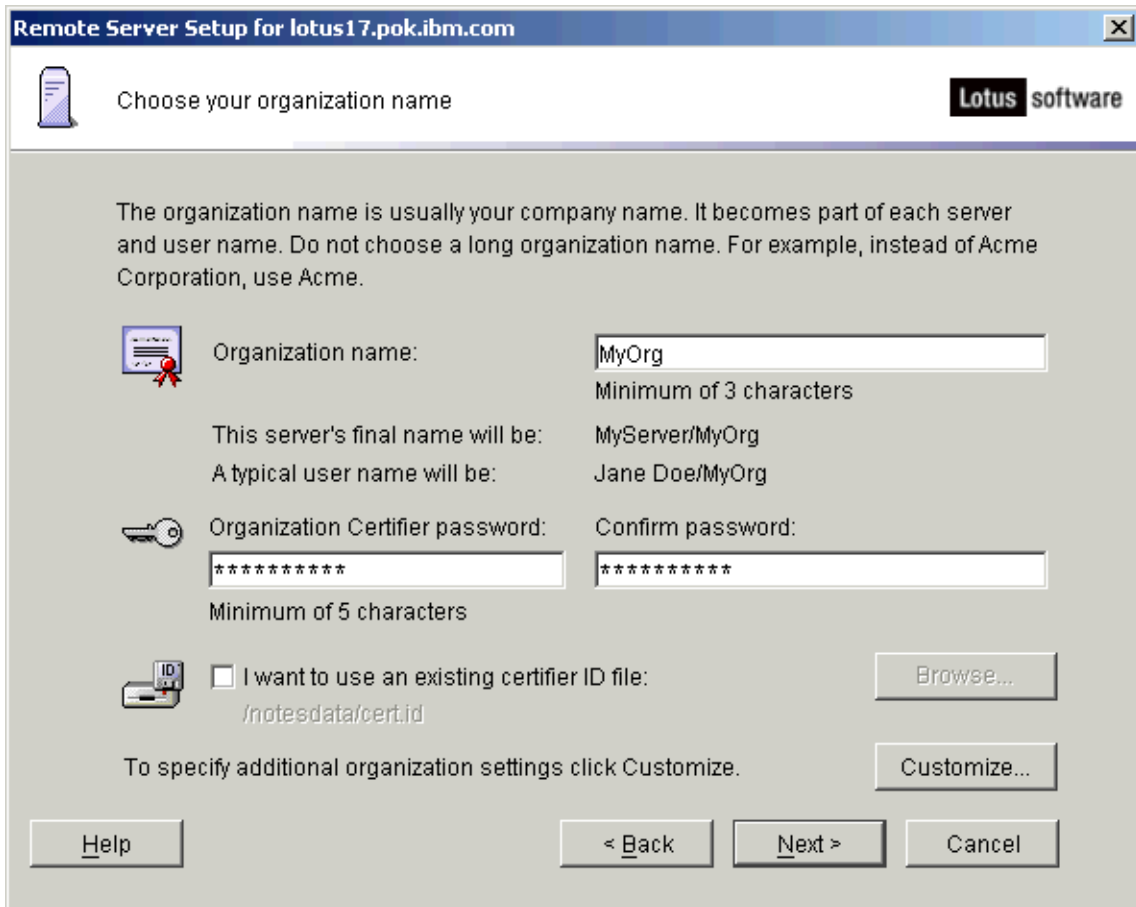 Remote Server Setup for lotus17.pok.ibm.com
Choose your organization name
Lotus software
The organization name is usually your company name. It becomes part of each server
and user name. Do not choose a long organization name. For example, instead of Acme
Corporation, use Acme.
Organization name: MyOrg
Minimum of 3 characters
This server's final name will be: MyServer/MyOrg
A typical user name will be: Jane Doe/MyOrg
Organization Certifier password: Confirm password:
********** **********
Minimum of 5 characters
ID
I want to use an existing certifier ID file: Browse...
/notesdata/cert.id
To specify additional organization settings click Customize. Customize...
Help < Back Next > Cancel